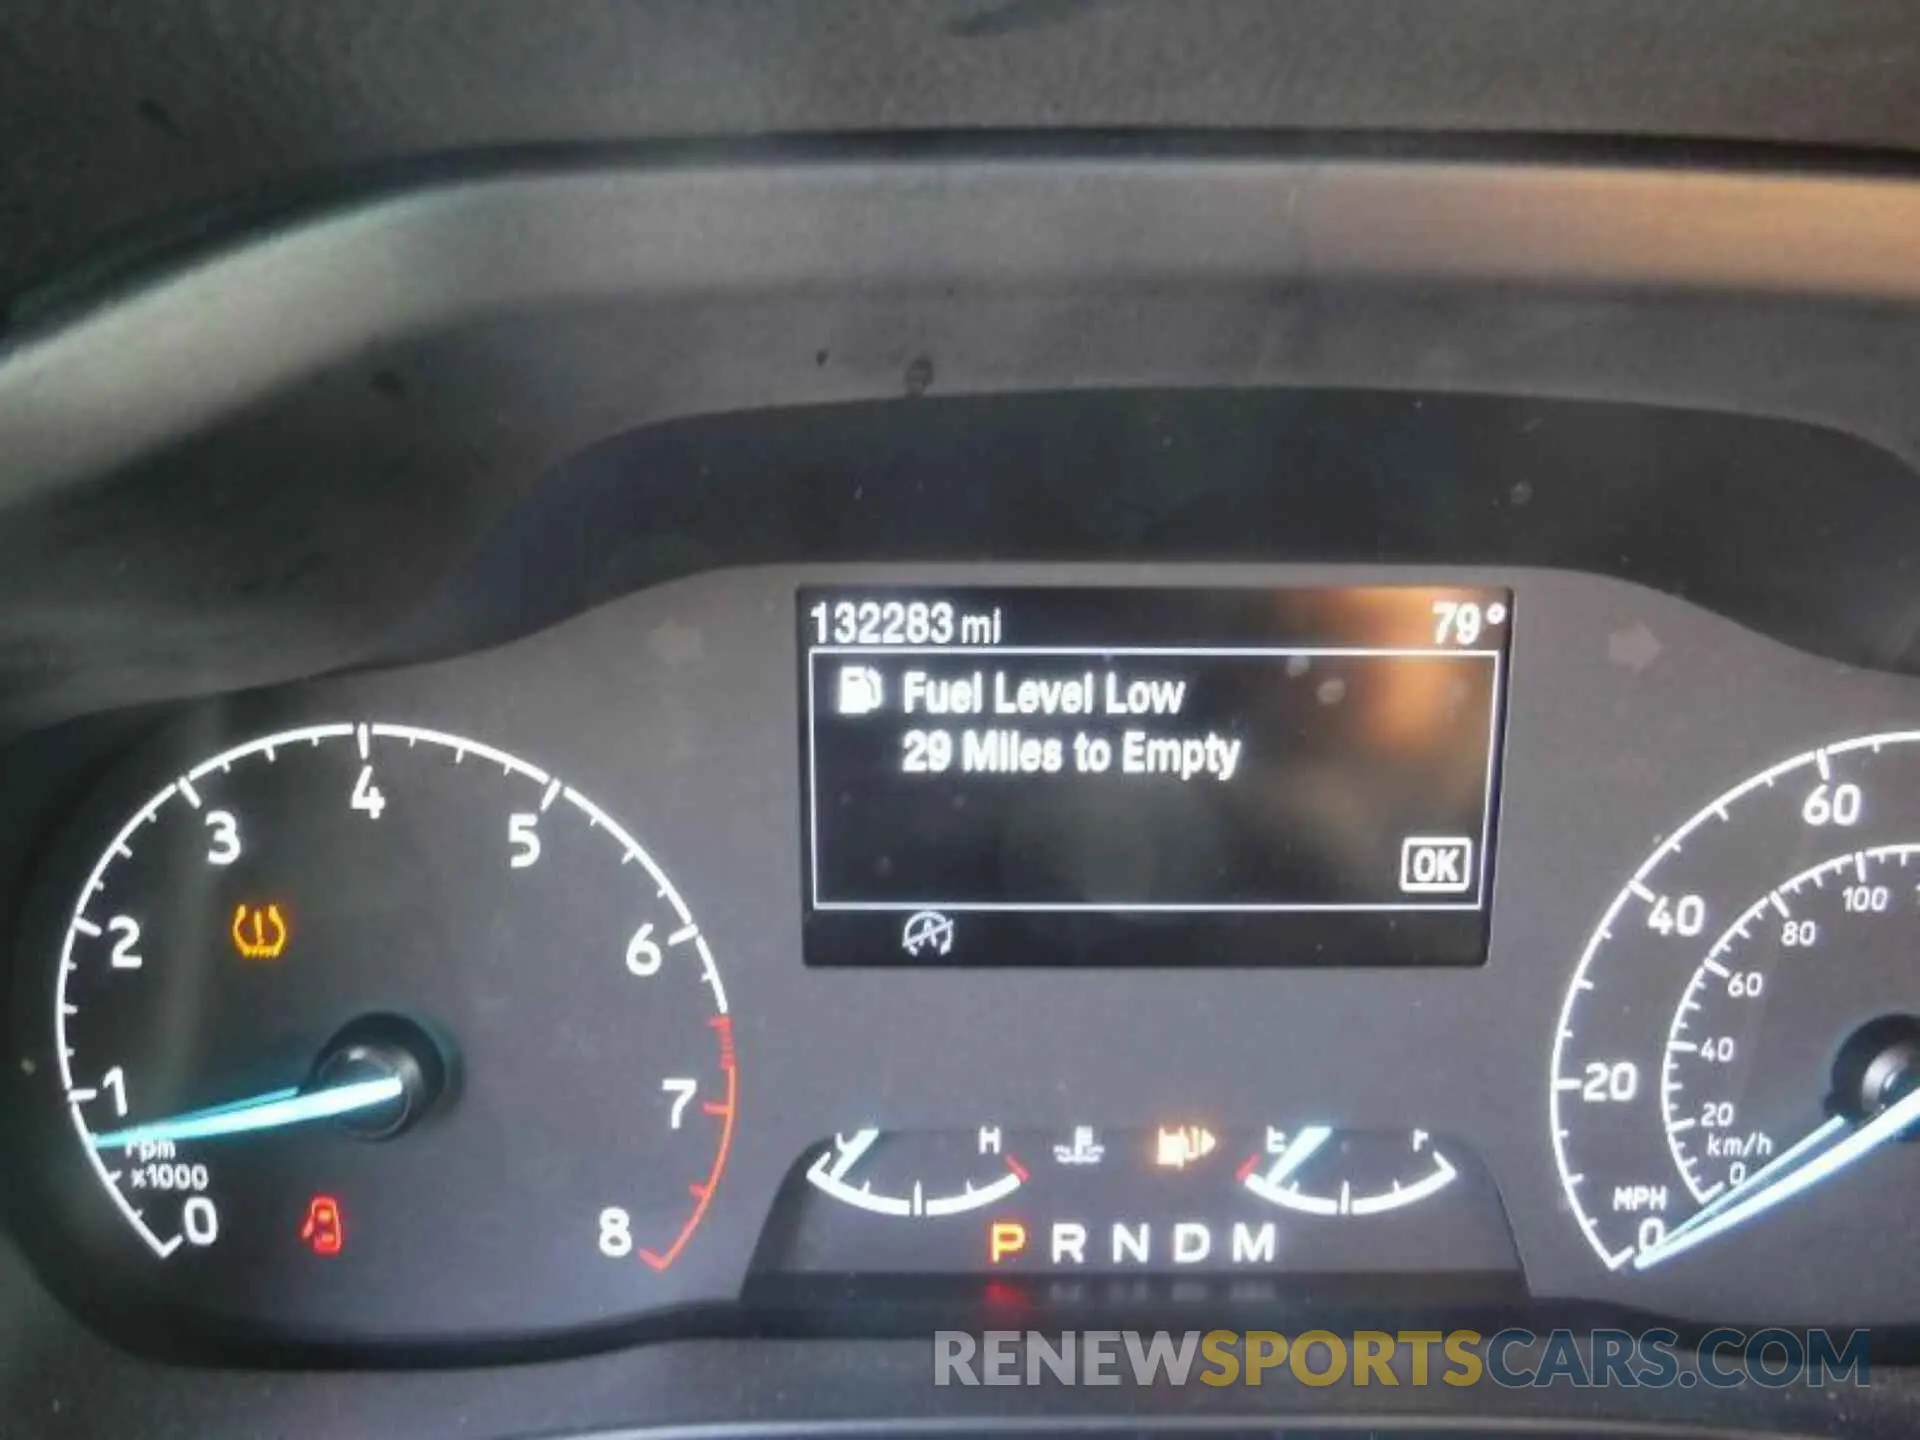 132283 mi 79°
Fuel Level Low
29 Miles to Empty
OK
0 1 2 3 4 5 6 7 8
rpm
x1000
H
E F
P R N D M
0 20 40 60
MPH
0 20 40 60 80 100
km/h
RENEWSPORTSCARS.COM